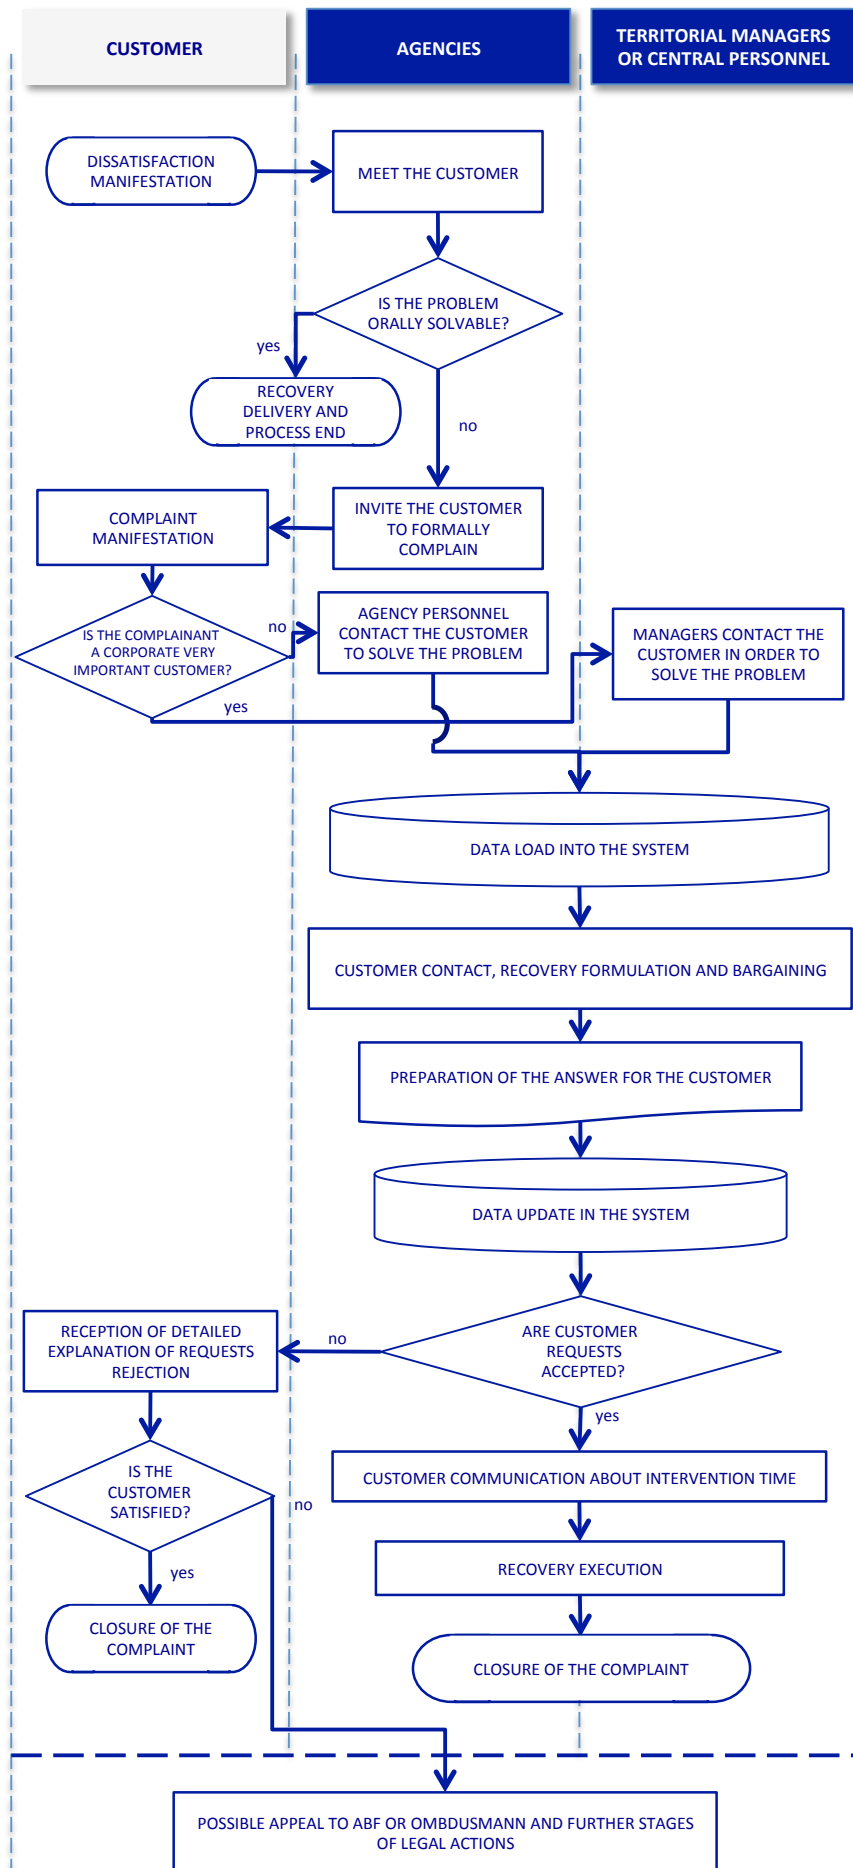 CUSTOMER
AGENCIES
TERRITORIAL MANAGERS
OR CENTRAL PERSONNEL
DISSATISFACTION
MANIFESTATION
MEET THE CUSTOMER
IS THE PROBLEM
ORALLY SOLVABLE?
yes
RECOVERY
DELIVERY AND
PROCESS END
no
INVITE THE CUSTOMER
TO FORMALLY
COMPLAIN
COMPLAINT
MANIFESTATION
IS THE COMPLAINANT
A CORPORATE VERY
IMPORTANT CUSTOMER?
no
AGENCY PERSONNEL
CONTACT THE CUSTOMER
TO SOLVE THE PROBLEM
yes
MANAGERS CONTACT THE
CUSTOMER IN ORDER TO
SOLVE THE PROBLEM
DATA LOAD INTO THE SYSTEM
CUSTOMER CONTACT, RECOVERY FORMULATION AND BARGAINING
PREPARATION OF THE ANSWER FOR THE CUSTOMER
DATA UPDATE IN THE SYSTEM
ARE CUSTOMER
REQUESTS
ACCEPTED?
no
RECEPTION OF DETAILED
EXPLANATION OF REQUESTS
REJECTION
yes
CUSTOMER COMMUNICATION ABOUT INTERVENTION TIME
IS THE
CUSTOMER
SATISFIED?
no
RECOVERY EXECUTION
yes
CLOSURE OF THE
COMPLAINT
CLOSURE OF THE COMPLAINT
POSSIBLE APPEAL TO ABF OR OMBDUSMANN AND FURTHER STAGES
OF LEGAL ACTIONS